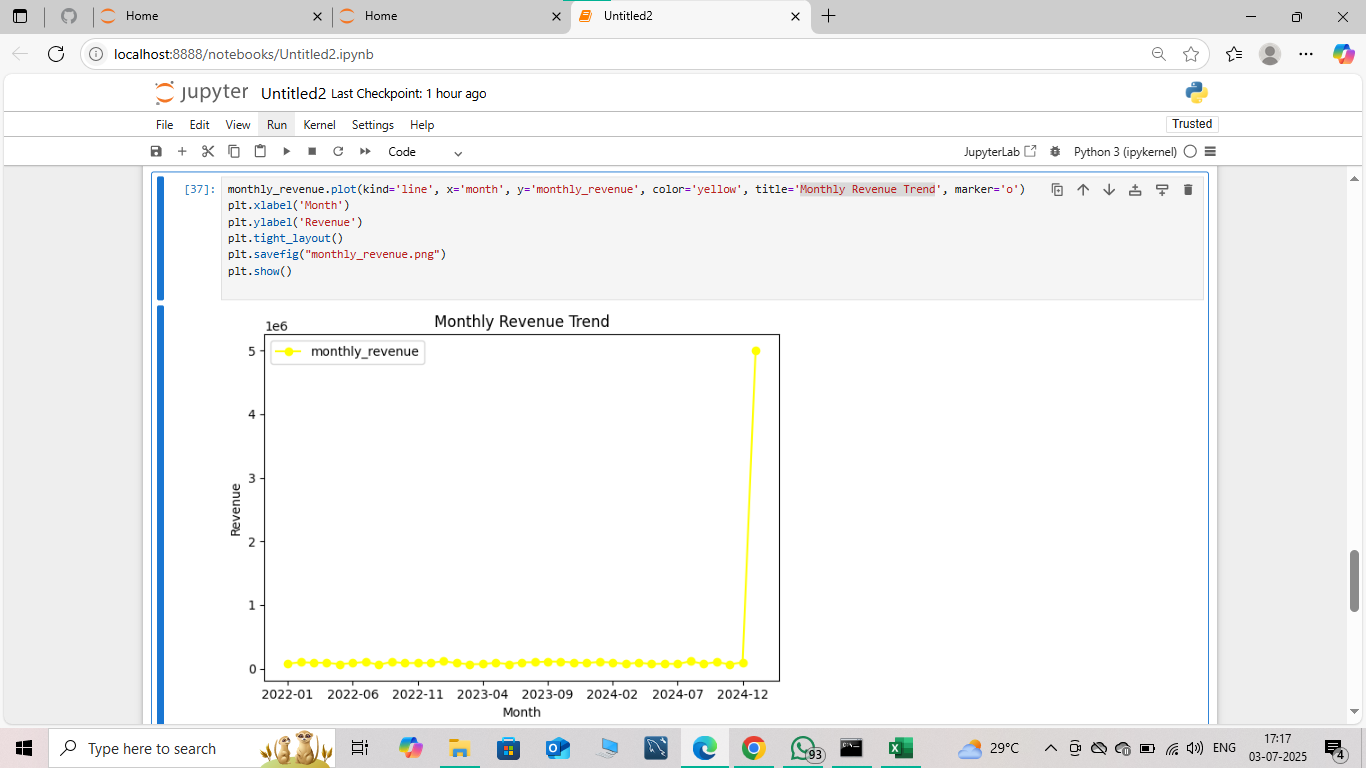 Home
Home
Untitled2
localhost:8888/notebooks/Untitled2.ipynb
jupyter Untitled2 Last Checkpoint: 1 hour ago
File Edit View Run Kernel Settings Help
Trusted
Code
JupyterLab
Python 3 (ipykernel)
[37]:
monthly_revenue.plot(kind='line', x='month', y='monthly_revenue', color='yellow', title='Monthly Revenue Trend', marker='o')
plt.xlabel('Month')
plt.ylabel('Revenue')
plt.tight_layout()
plt.savefig("monthly_revenue.png")
plt.show()
Monthly Revenue Trend
1e6
monthly_revenue
5
4
3
2
1
0
Revenue
2022-01 2022-06 2022-11 2023-04 2023-09 2024-02 2024-07 2024-12
Month
Type here to search
93
29°C
ENG
17:17
03-07-2025
4